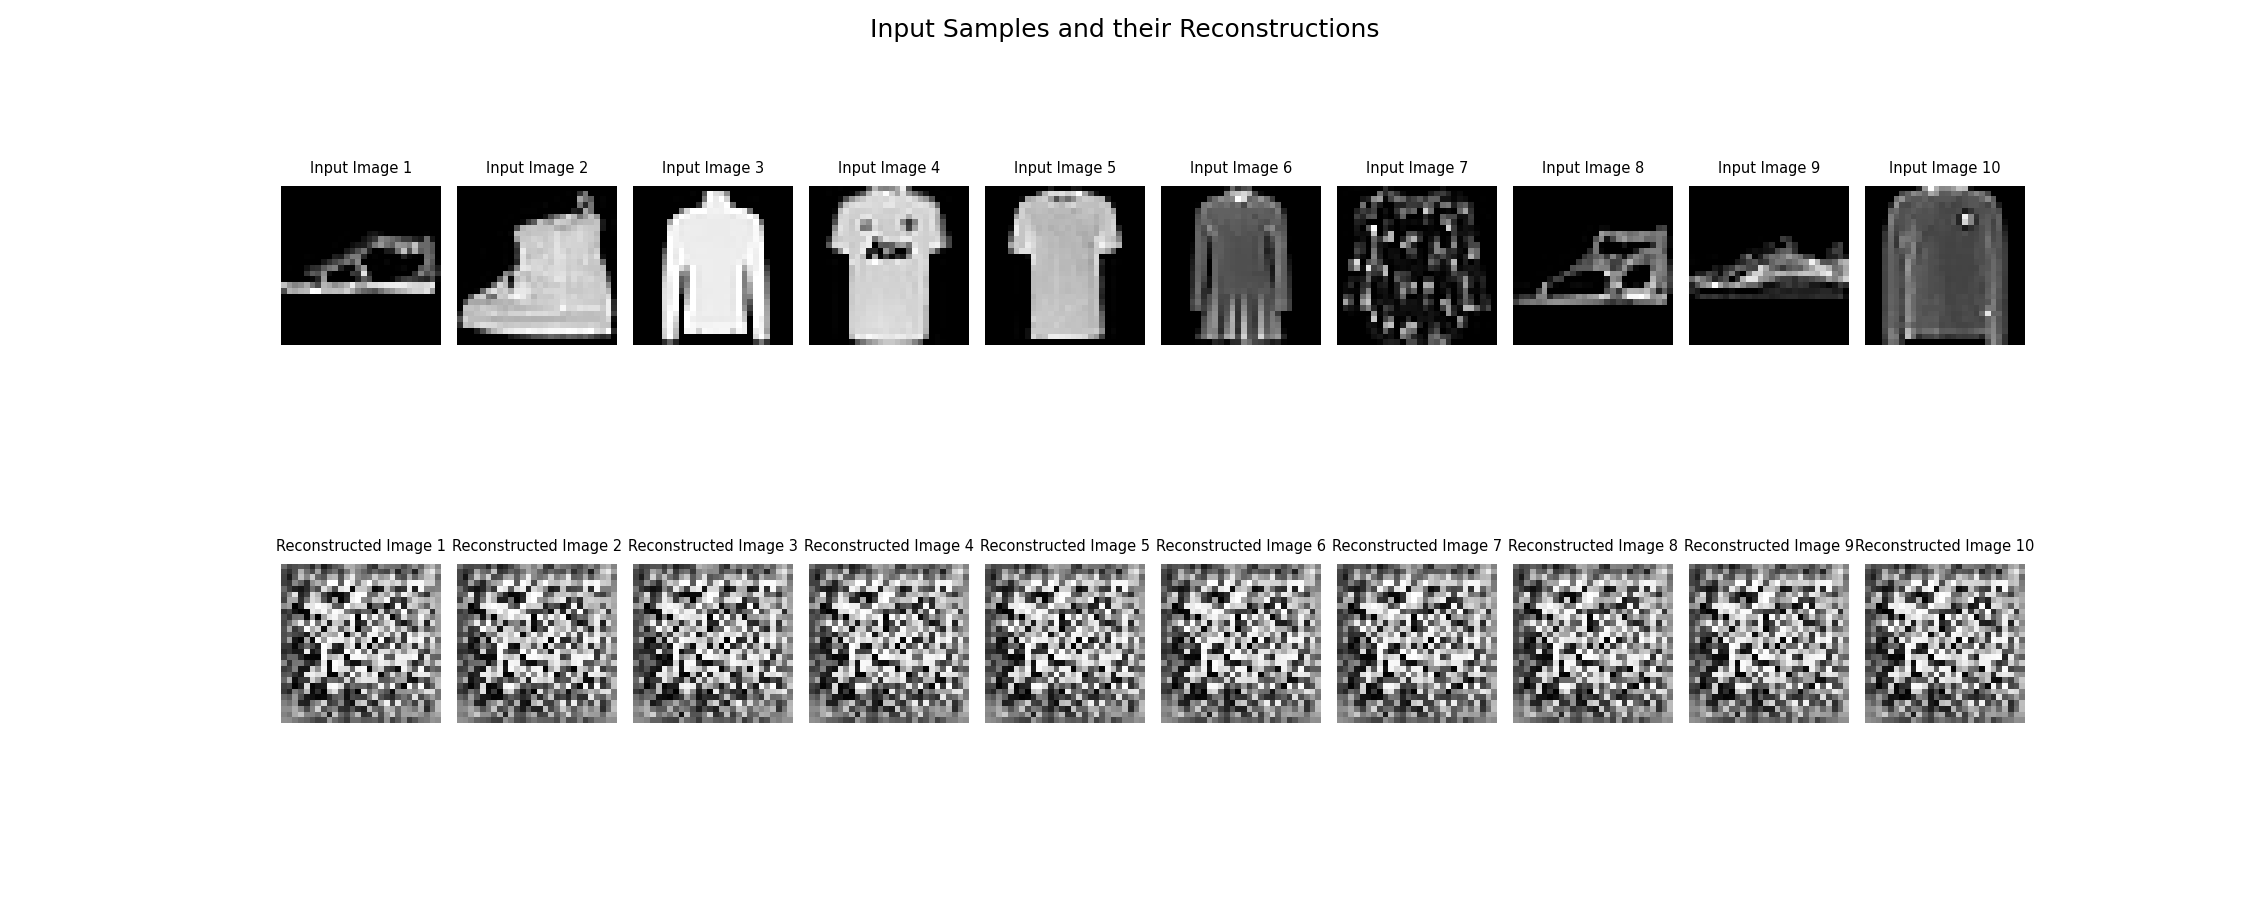 Input Samples and their Reconstructions
Input Image 1 Input Image 2 Input Image 3 Input Image 4 Input Image 5 Input Image 6 Input Image 7 Input Image 8 Input Image 9 Input Image 10
Reconstructed Image 1 Reconstructed Image 2 Reconstructed Image 3 Reconstructed Image 4 Reconstructed Image 5 Reconstructed Image 6 Reconstructed Image 7 Reconstructed Image 8 Reconstructed Image 9 Reconstructed Image 10